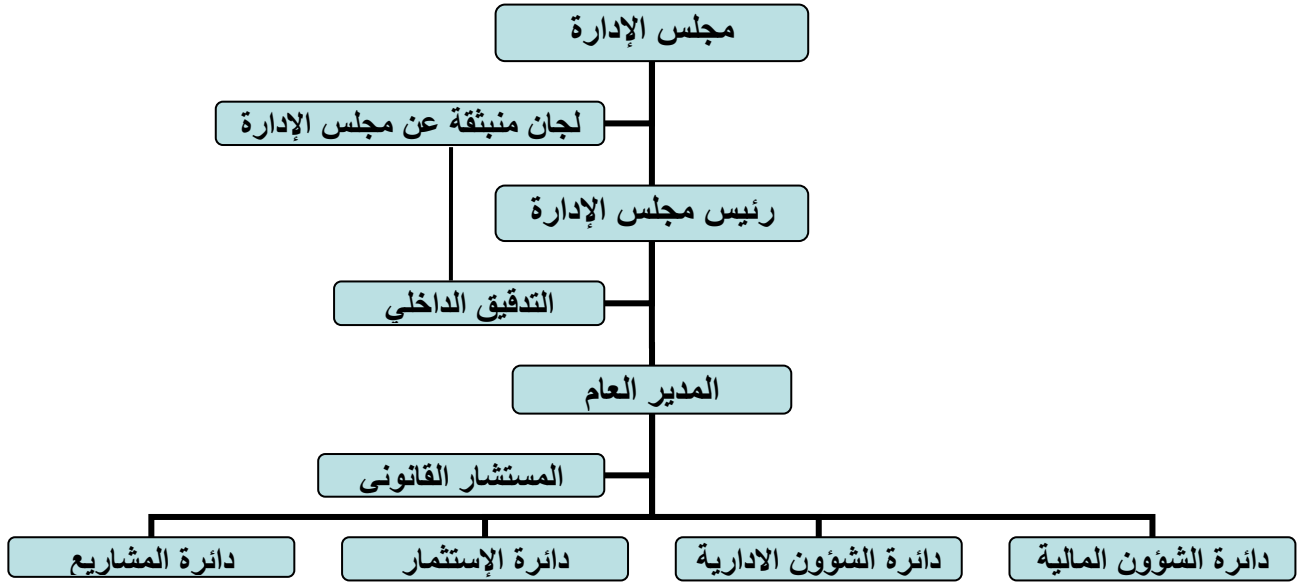 مجلس الإدارة
لجان منبثقة عن مجلس الإدارة
رئيس مجلس الإدارة
التدقيق الداخلي
المدير العام
المستشار القانوني
دائرة الشؤون المالية
دائرة الشؤون الادارية
دائرة الإستثمار
دائرة المشاريع